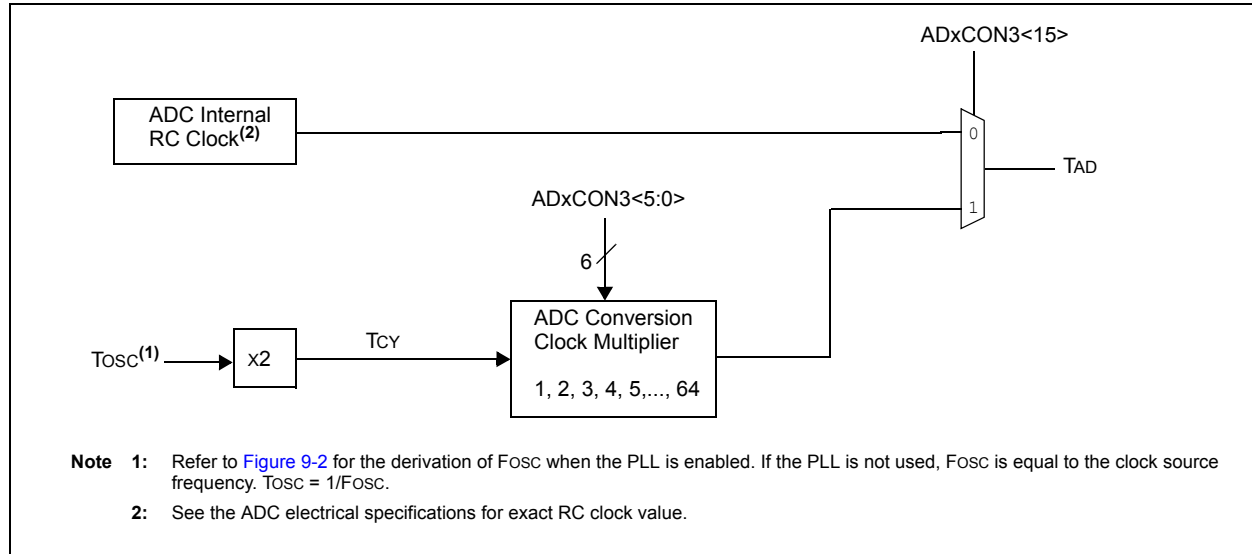 ADxCON3<15>
ADC Internal
RC Clock(2)
0
TAD
ADxCON3<5:0>
1
6
ADC Conversion
Clock Multiplier
TOSC(1)
x2
TCY
1, 2, 3, 4, 5,..., 64
Note 1: Refer to Figure 9-2 for the derivation of FOSC when the PLL is enabled. If the PLL is not used, FOSC is equal to the clock source
frequency. TOSC = 1/FOSC.
2: See the ADC electrical specifications for exact RC clock value.